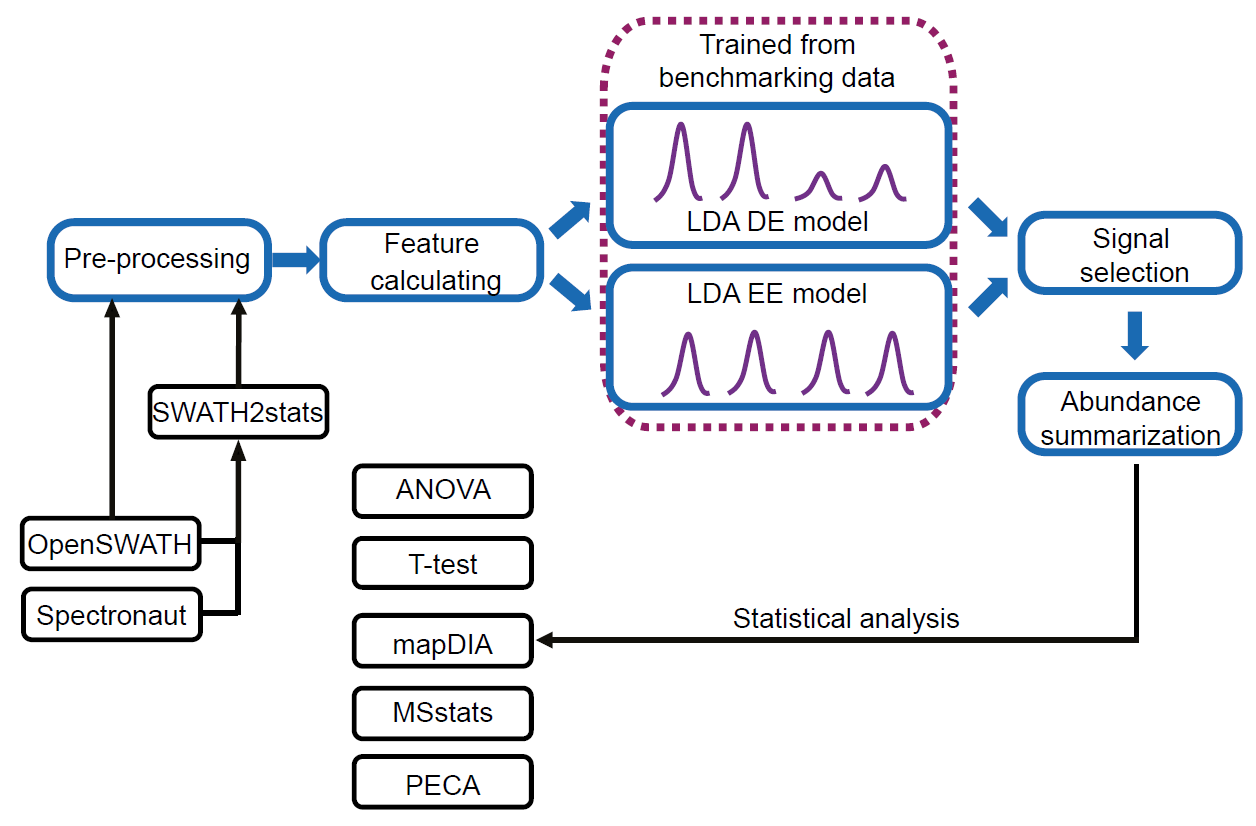 Trained from
benchmarking data
LDA DE model
Pre-processing
Feature
calculating
LDA EE model
Signal
selection
Abundance
summarization
SWATH2stats
OpenSWATH
Spectronaut
ANOVA
T-test
mapDIA
MSstats
PECA
Statistical analysis